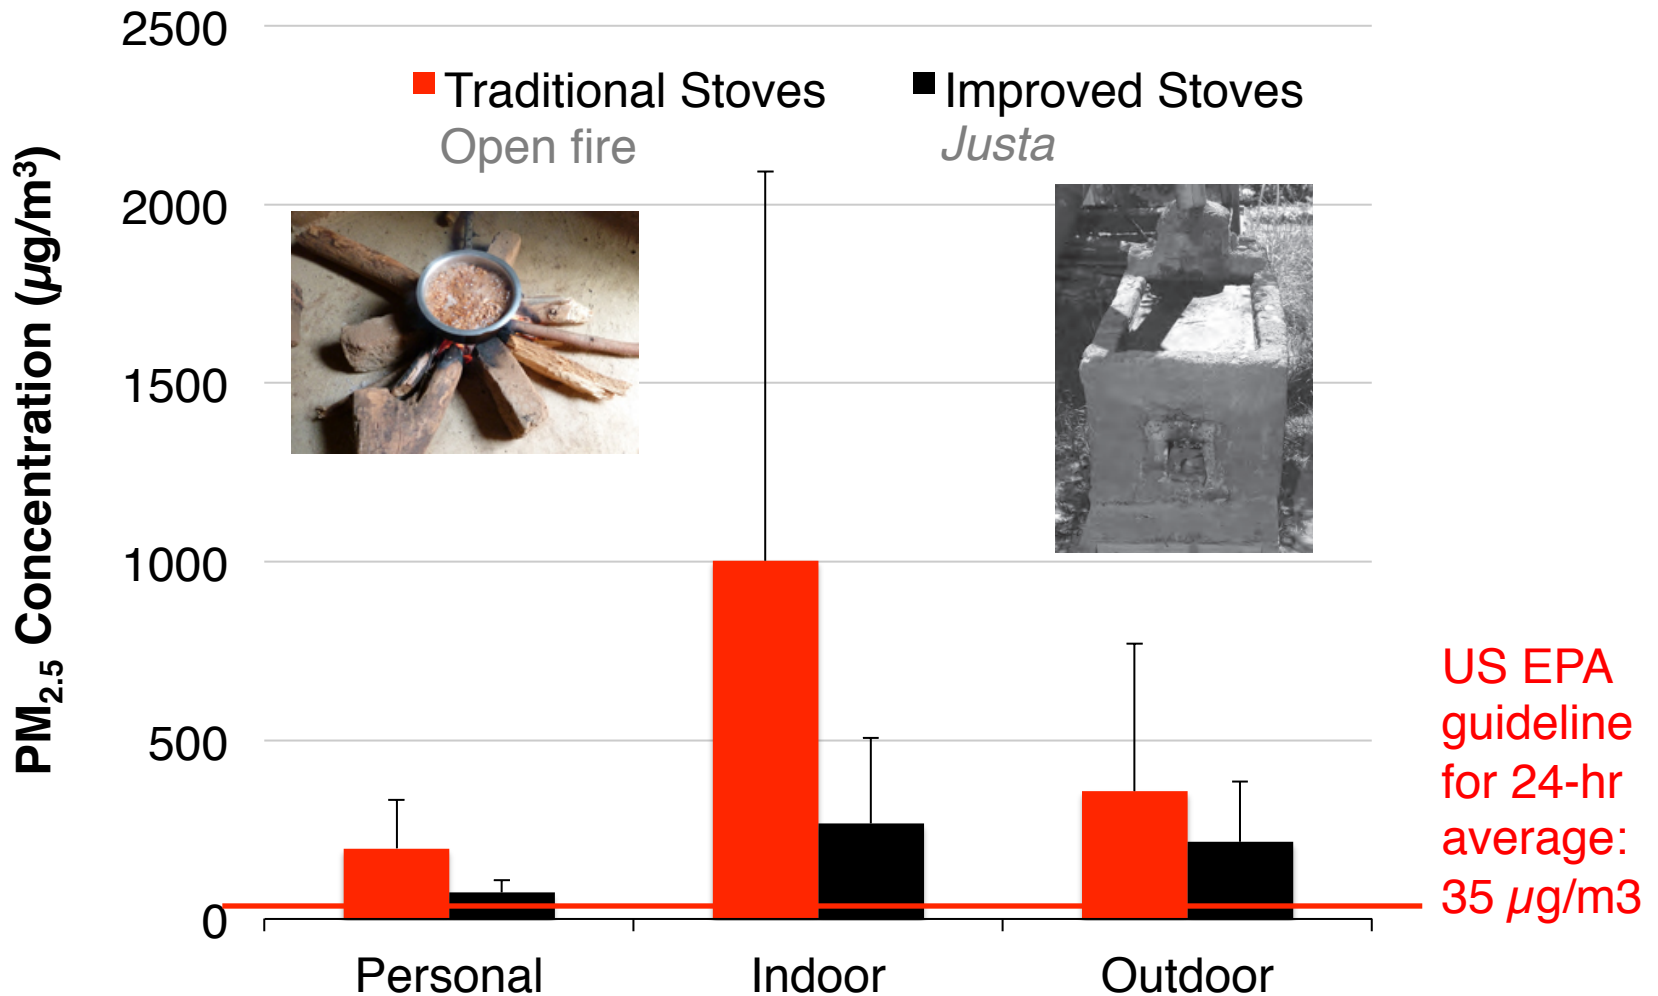 2500
Traditional Stoves
Improved Stoves
Open fire
Justa
2000
1500
1000
500
0
PM2.5 Concentration (µg/m³)
US EPA
guideline
for 24-hr
average:
35 µg/m3
Personal
Indoor
Outdoor